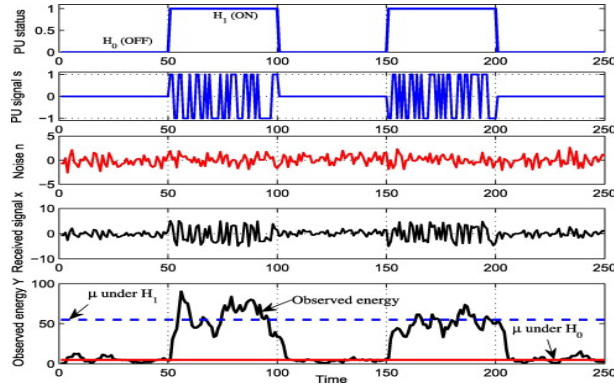 PU status
1
0.5
0
H1 (ON)
H0 (OFF)
0 50 100 150 200 250
PU signal s
1
0
−1
0 50 100 150 200 250
Noise n
5
0
−5
0 50 100 150 200 250
Received signal x
10
0
−10
0 50 100 150 200 250
Observed energy Y
100
50
0
μ under H1
Observed energy
μ under H0
0 50 100 150 200 250
Time